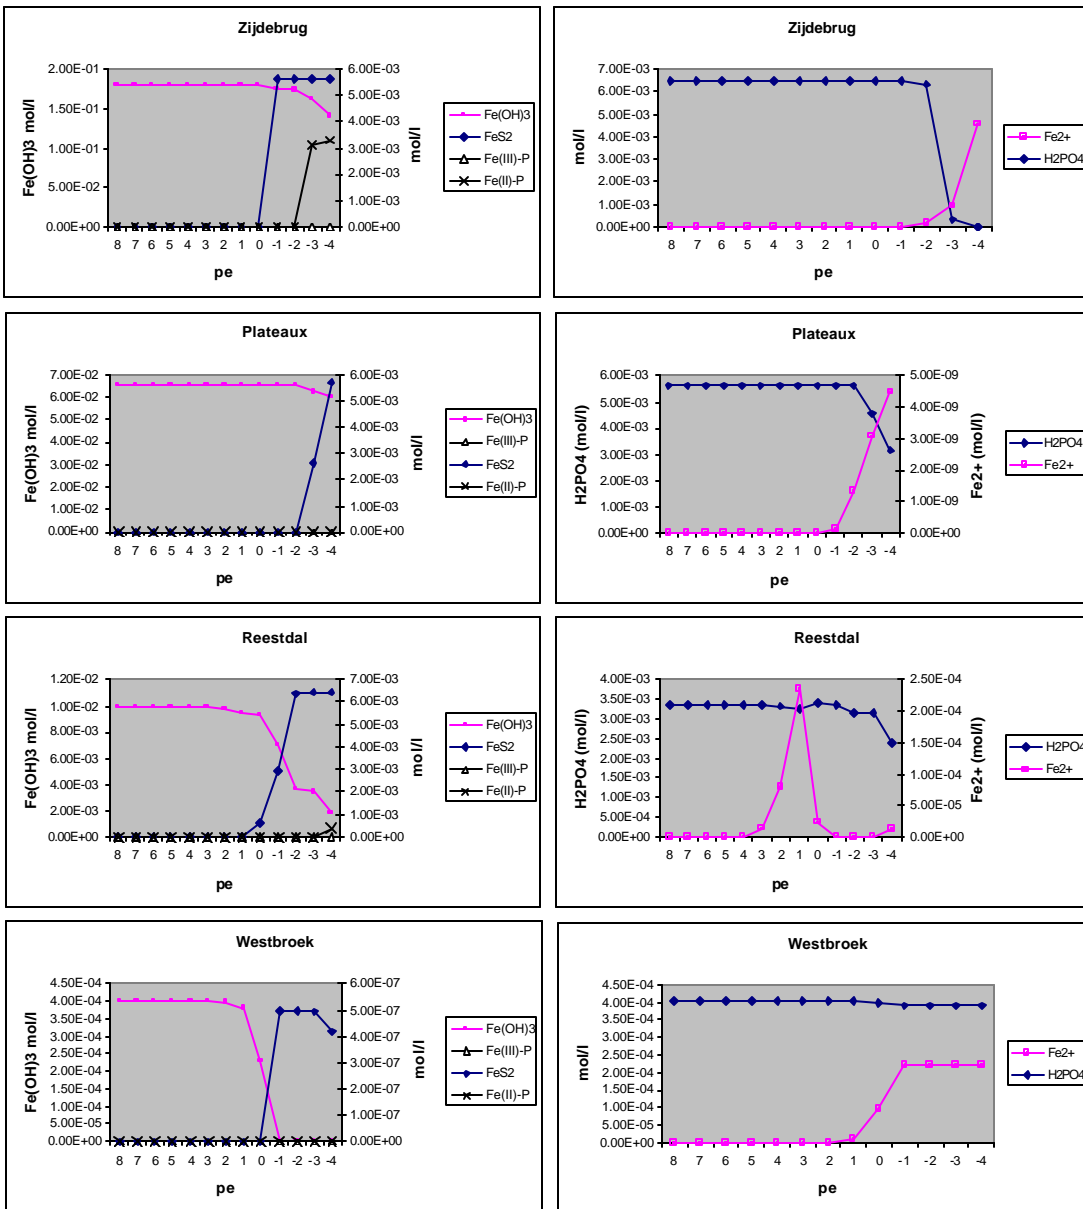 Zijdebrug
2.00E-01
1.50E-01
1.00E-01
5.00E-02
0.00E+00
Fe(OH)3 mol/l
6.00E-03
5.00E-03
4.00E-03
3.00E-03
2.00E-03
1.00E-03
0.00E+00
mol/l
8 7 6 5 4 3 2 1 0 -1 -2 -3 -4
pe
Fe(OH)3
FeS2
Fe(III)-P
Fe(II)-P
Zijdebrug
7.00E-03
6.00E-03
5.00E-03
4.00E-03
3.00E-03
2.00E-03
1.00E-03
0.00E+00
mol/l
8 7 6 5 4 3 2 1 0 -1 -2 -3 -4
pe
Fe2+
H2PO4
Plateaux
7.00E-02
6.00E-02
5.00E-02
4.00E-02
3.00E-02
2.00E-02
1.00E-02
0.00E+00
Fe(OH)3 mol/l
6.00E-03
5.00E-03
4.00E-03
3.00E-03
2.00E-03
1.00E-03
0.00E+00
mol/l
8 7 6 5 4 3 2 1 0 -1 -2 -3 -4
pe
Fe(OH)3
Fe(III)-P
FeS2
Fe(II)-P
Plateaux
6.00E-03
5.00E-03
4.00E-03
3.00E-03
2.00E-03
1.00E-03
0.00E+00
H2PO4 (mol/l)
5.00E-09
4.00E-09
3.00E-09
2.00E-09
1.00E-09
0.00E+00
Fe2+ (mol/l)
8 7 6 5 4 3 2 1 0 -1 -2 -3 -4
pe
H2PO4
Fe2+
Reestdal
1.20E-02
1.00E-02
8.00E-03
6.00E-03
4.00E-03
2.00E-03
0.00E+00
Fe(OH)3 mol/l
7.00E-03
6.00E-03
5.00E-03
4.00E-03
3.00E-03
2.00E-03
1.00E-03
0.00E+00
mol/l
8 7 6 5 4 3 2 1 0 -1 -2 -3 -4
pe
Fe(OH)3
FeS2
Fe(III)-P
Fe(II)-P
Reestdal
4.00E-03
3.50E-03
3.00E-03
2.50E-03
2.00E-03
1.50E-03
1.00E-03
5.00E-04
0.00E+00
H2PO4 (mol/l)
2.50E-04
2.00E-04
1.50E-04
1.00E-04
5.00E-05
0.00E+00
Fe2+ (mol/l)
8 7 6 5 4 3 2 1 0 -1 -2 -3 -4
pe
H2PO4
Fe2+
Westbroek
4.50E-04
4.00E-04
3.50E-04
3.00E-04
2.50E-04
2.00E-04
1.50E-04
1.00E-04
5.00E-05
0.00E+00
Fe(OH)3 mol/l
6.00E-07
5.00E-07
4.00E-07
3.00E-07
2.00E-07
1.00E-07
0.00E+00
mol/l
8 7 6 5 4 3 2 1 0 -1 -2 -3 -4
pe
Fe(OH)3
Fe(III)-P
FeS2
Fe(II)-P
Westbroek
4.50E-04
4.00E-04
3.50E-04
3.00E-04
2.50E-04
2.00E-04
1.50E-04
1.00E-04
5.00E-05
0.00E+00
mol/l
8 7 6 5 4 3 2 1 0 -1 -2 -3 -4
pe
Fe2+
H2PO4